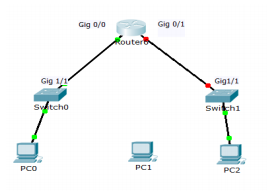 Gig 0/0 Gig 0/1
Router0
Gig 1/1 Gig1/1
Switch0 Switch1
PC0 PC1 PC2